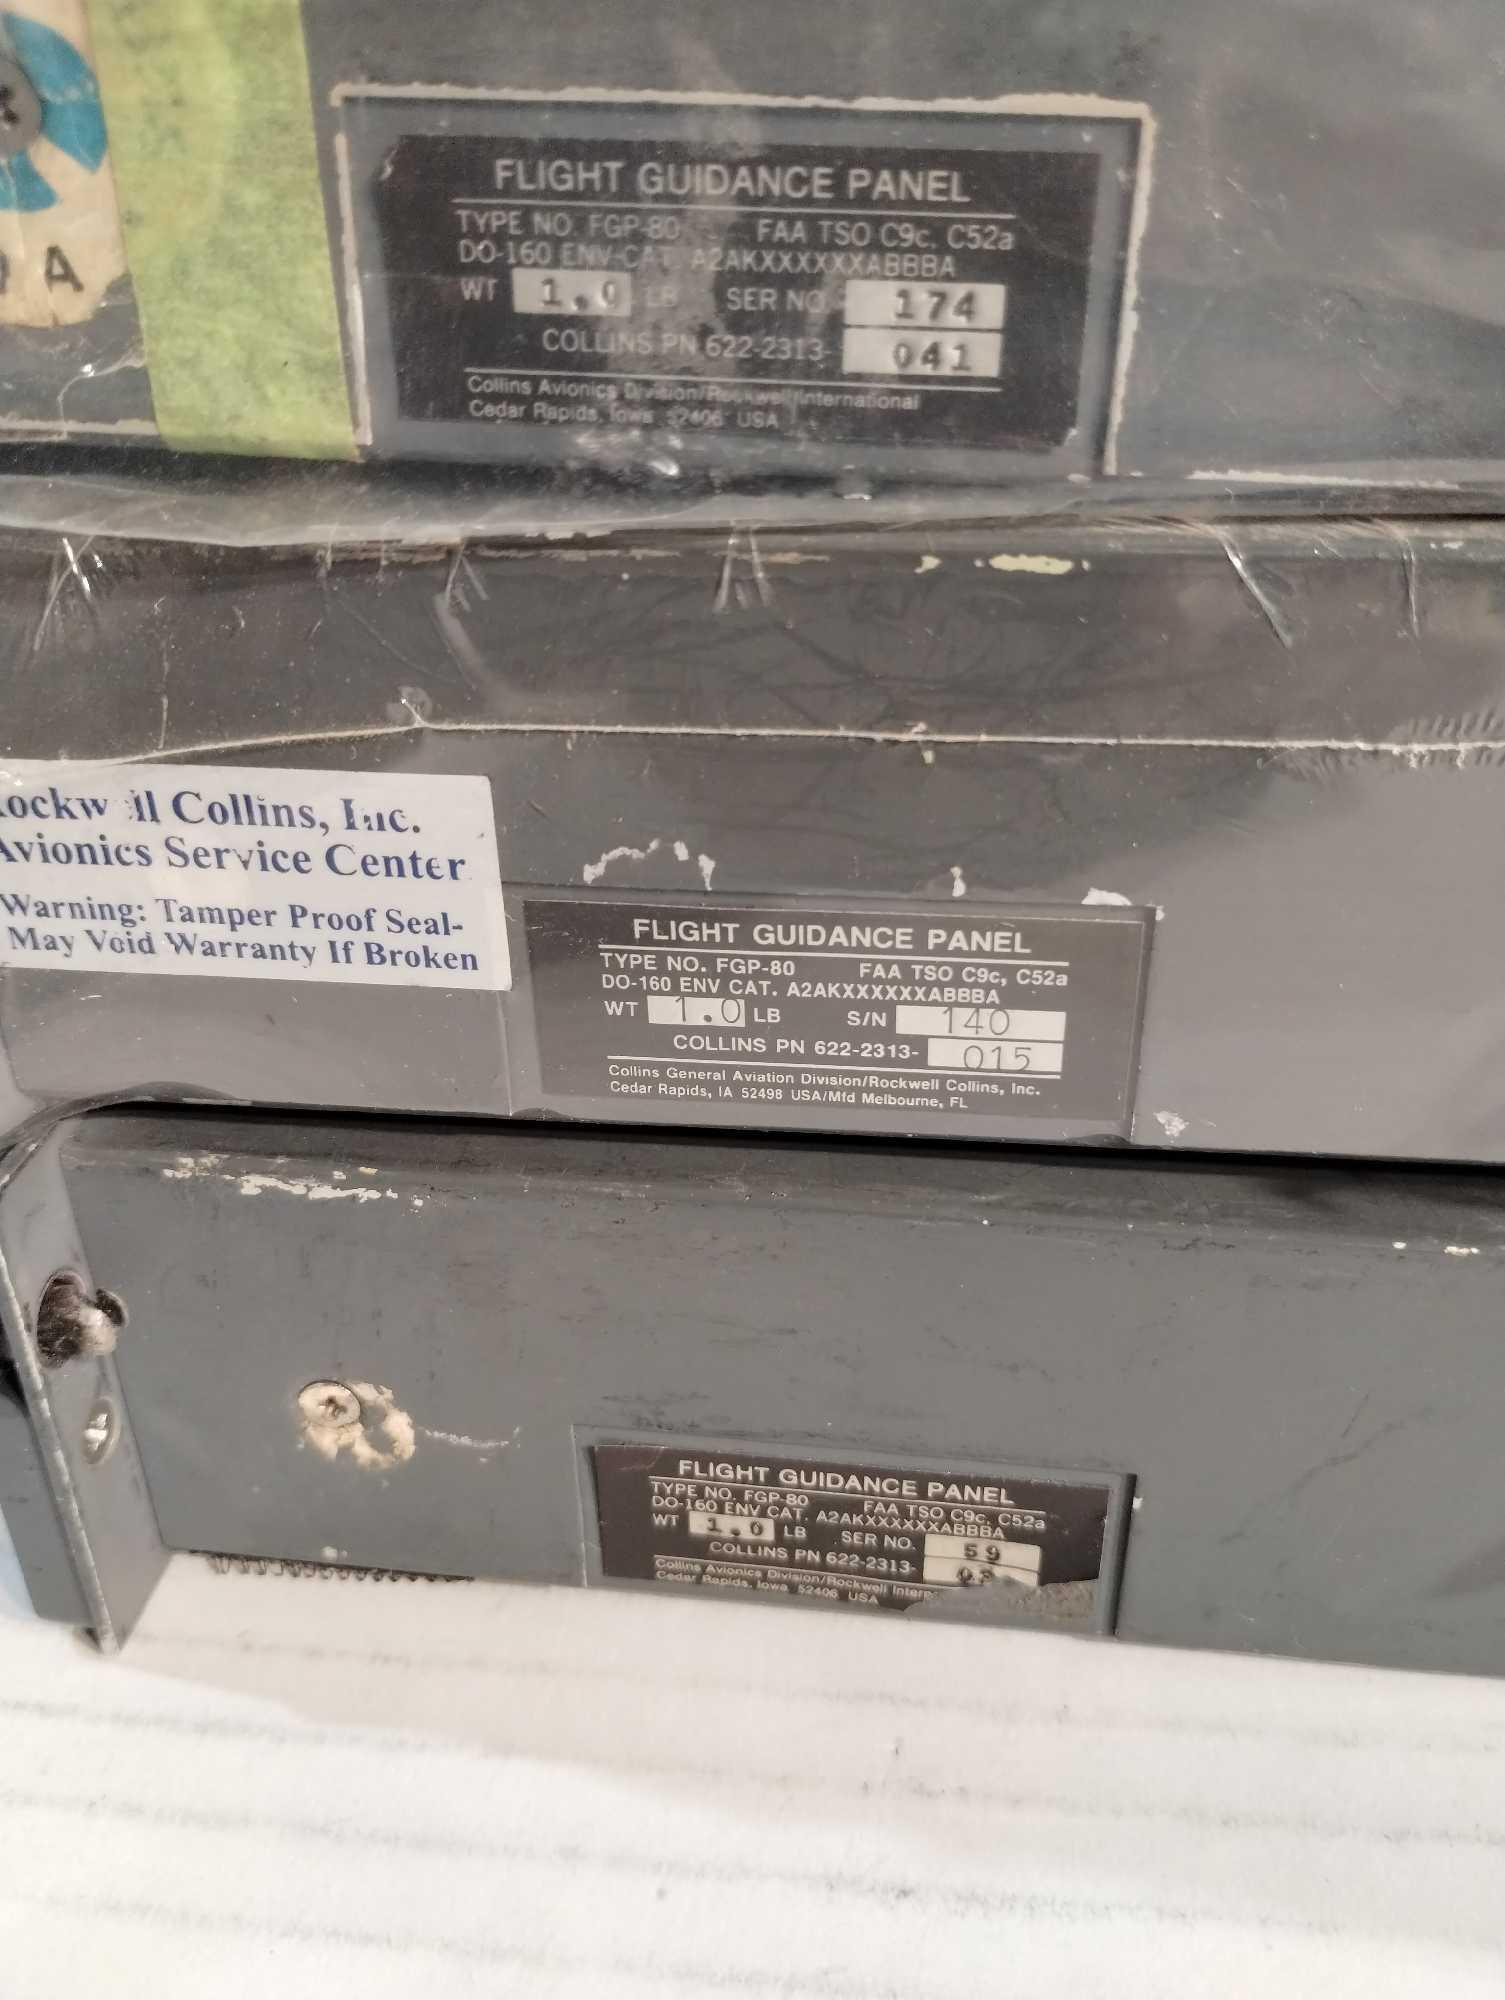 A
FLIGHT GUIDANCE PANEL
TYPE NO. FGP-80 FAA TSO C9c, C52a
DO-160 ENV CAT. A2AKXXXXXXABBBA
WT 1.0 LB SER NO. 174
COLLINS PN 622-2313- 041
Collins Avionics Division/Rockwell International
Cedar Rapids, Iowa 52406 USA
Rockwell Collins, Inc.
Avionics Service Center
Warning: Tamper Proof Seal-
May Void Warranty If Broken
FLIGHT GUIDANCE PANEL
TYPE NO. FGP-80 FAA TSO C9c, C52a
DO-160 ENV CAT. A2AKXXXXXXABBBA
WT 1.0 LB S/N 140
COLLINS PN 622-2313- 015
Collins General Aviation Division/Rockwell Collins, Inc.
Cedar Rapids, IA 52498 USA/Mfd Melbourne, FL
FLIGHT GUIDANCE PANEL
TYPE NO. FGP-80 FAA TSO C9c, C52a
DO-160 ENV CAT. A2AKXXXXXXABBBA
WT 1.0 LB SER NO. 59
COLLINS PN 622-2313-
Collins Avionics Division/Rockwell Intern
Cedar Rapids, Iowa 52406 USA